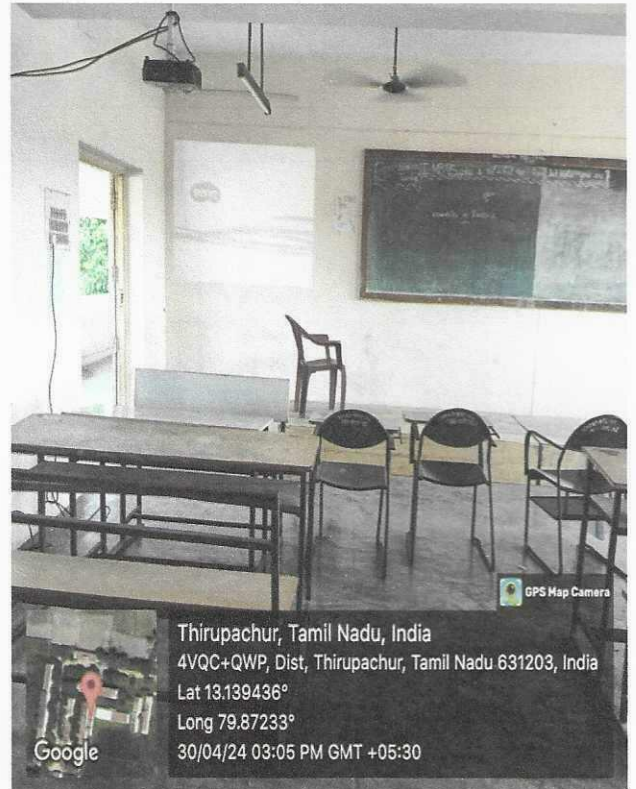 GPS Map Camera
Thirupachur, Tamil Nadu, India
4VQC+QWP, Dist, Thirupachur, Tamil Nadu 631203, India
Lat 13.139436°
Long 79.87233°
30/04/24 03:05 PM GMT +05:30
Google